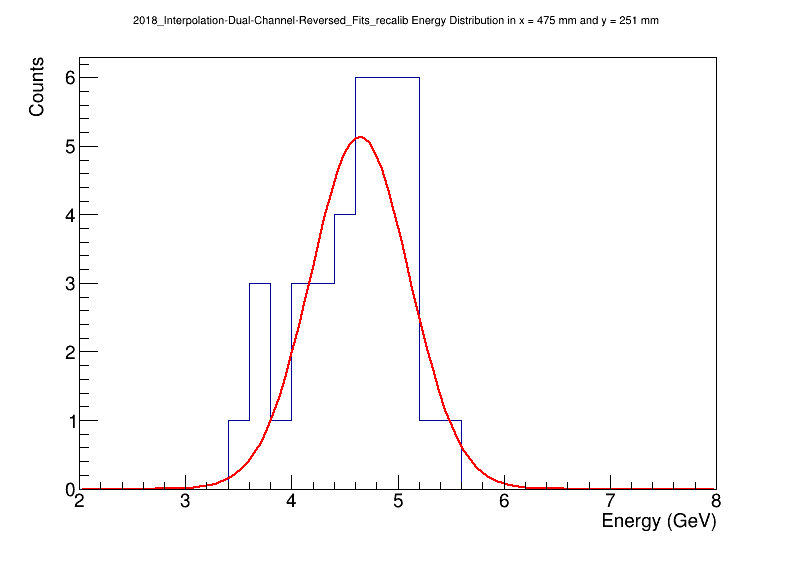 2018_Interpolation-Dual-Channel-Reversed_Fits_recalib Energy Distribution in x = 475 mm and y = 251 mm
Counts
6
5
4
3
2
1
0
2 3 4 5 6 7 8
Energy (GeV)